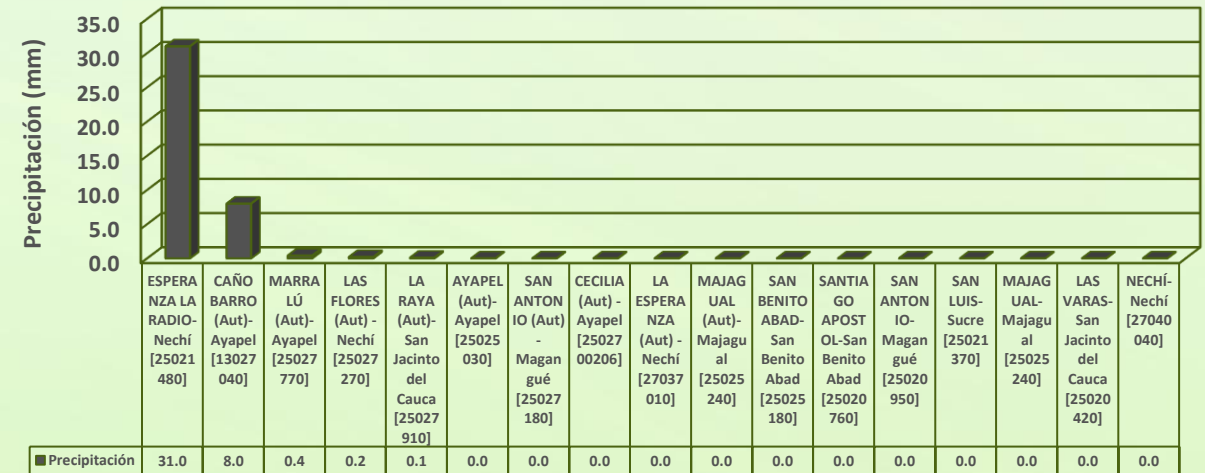 Precipitación (mm)
35.0
30.0
25.0
20.0
15.0
10.0
5.0
0.0
ESPERA
NZA LA
RADIO-
Nechí
[25021
480]
CAÑO
BARRO
(Aut)-
Ayapel
[13027
040]
MARRA
LÚ
(Aut)-
Ayapel
[25027
770]
LAS
FLORES
(Aut) -
Nechí
[25027
270]
LA
RAYA
(Aut)-
San
Jacinto
del
Cauca
[25027
910]
AYAPEL
(Aut)-
Ayapel
[25025
030]
SAN
ANTON
IO (Aut)
-
Magan
gué
[25027
180]
CECILIA
(Aut) -
Ayapel
[25027
00206]
LA
ESPERA
NZA
(Aut) -
Nechí
[27037
010]
MAJAG
UAL
(Aut)-
Majagu
al
[25025
240]
SAN
BENITO
ABAD-
San
Benito
Abad
[25025
180]
SANTIA
GO
APOST
OL-San
Benito
Abad
[25020
760]
SAN
ANTON
IO-
Magan
gué
[25020
950]
SAN
LUIS-
Sucre
[25021
370]
MAJAG
UAL-
Majagu
al
[25025
240]
LAS
VARAS-
San
Jacinto
del
Cauca
[25020
420]
NECHÍ-
Nechí
[27040
040]
Precipitación 31.0 8.0 0.4 0.2 0.1 0.0 0.0 0.0 0.0 0.0 0.0 0.0 0.0 0.0 0.0 0.0 0.0